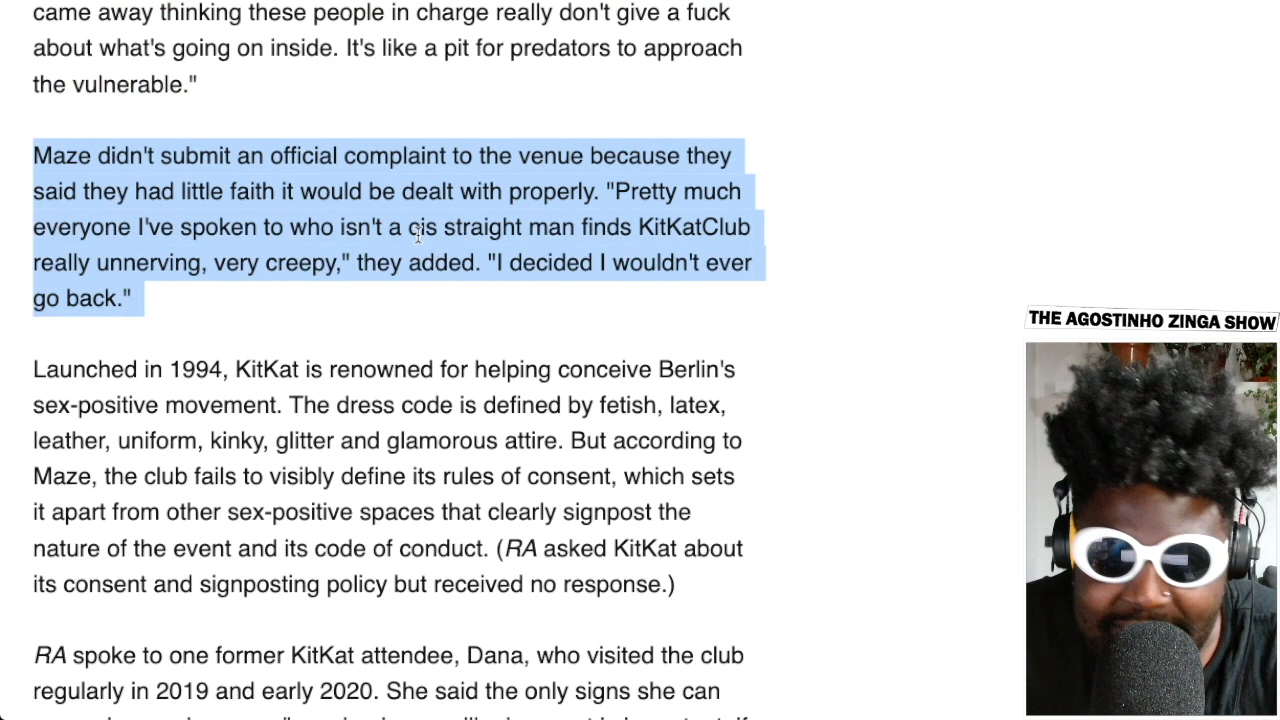 came away thinking these people in charge really don't give a fuck
about what's going on inside. It's like a pit for predators to approach
the vulnerable."
Maze didn't submit an official complaint to the venue because they
said they had little faith it would be dealt with properly. "Pretty much
everyone I've spoken to who isn't a cis straight man finds KitKatClub
really unnerving, very creepy," they added. "I decided I wouldn't ever
go back."
Launched in 1994, KitKat is renowned for helping conceive Berlin's
sex-positive movement. The dress code is defined by fetish, latex,
leather, uniform, kinky, glitter and glamorous attire. But according to
Maze, the club fails to visibly define its rules of consent, which sets
it apart from other sex-positive spaces that clearly signpost the
nature of the event and its code of conduct. (RA asked KitKat about
its consent and signposting policy but received no response.)
RA spoke to one former KitKat attendee, Dana, who visited the club
regularly in 2019 and early 2020. She said the only signs she can
THE AGOSTINHO ZINGA SHOW